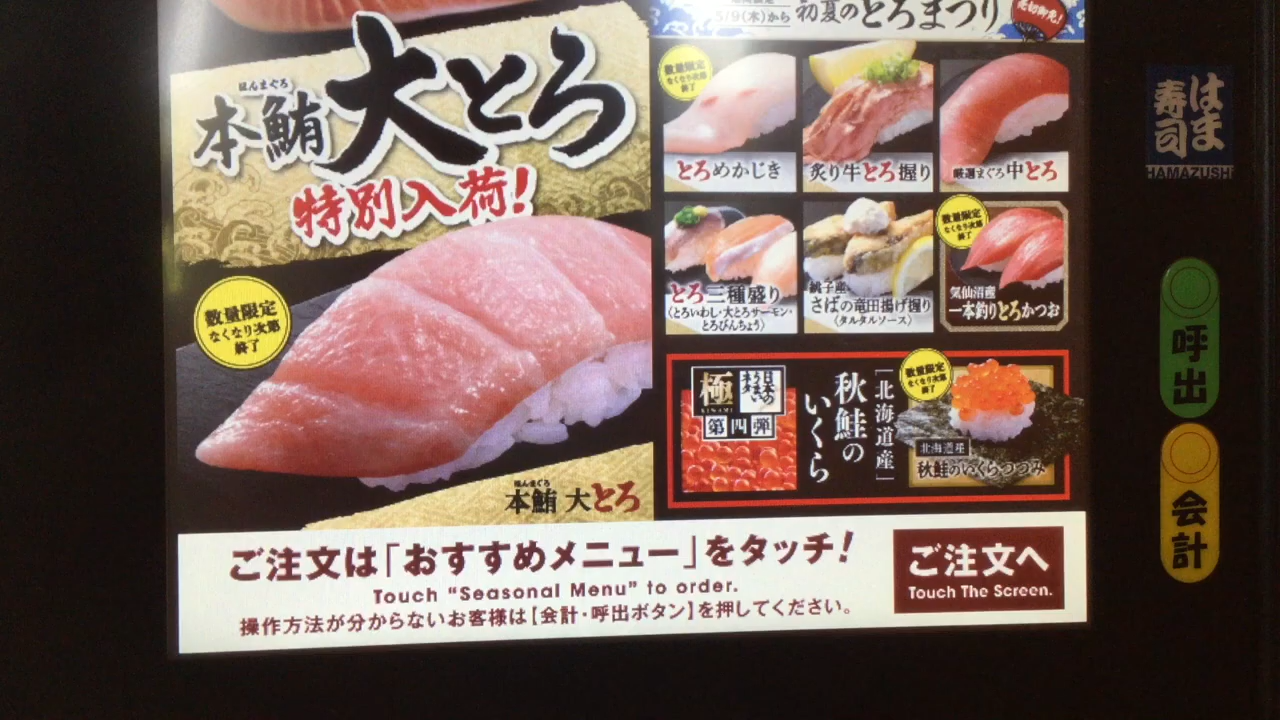 ほんまぐろ
本鮪大とろ
特別入荷!
数量限定
なくなり次第
終了
ほんまぐろ
本鮪 大とろ
5/9(木)から
初夏のとろまつり
売切御免!
数量限定
なくなり次第
終了
とろめかじき
炙り牛とろ握り
厳選まぐろ中とろ
とろ三種盛り
〈とろいわし・大とろサーモン・
とろびんちょう〉
銚子産
さばの竜田揚げ握り
〈タルタルソース〉
数量限定
なくなり次第
終了
気仙沼産
一本釣りとろかつお
極
KIWAMI
日本の
うまい
お寿司
第四弾
[北海道産]
秋鮭の
いくら
数量限定
なくなり次第
終了
北海道産
秋鮭のいくらつつみ
ご注文は「おすすめメニュー」をタッチ!
Touch “Seasonal Menu” to order.
操作方法が分からないお客様は【会計・呼出ボタン】を押してください。
ご注文へ
Touch The Screen.
はま
寿司
HAMAZUSHI
呼出
会計